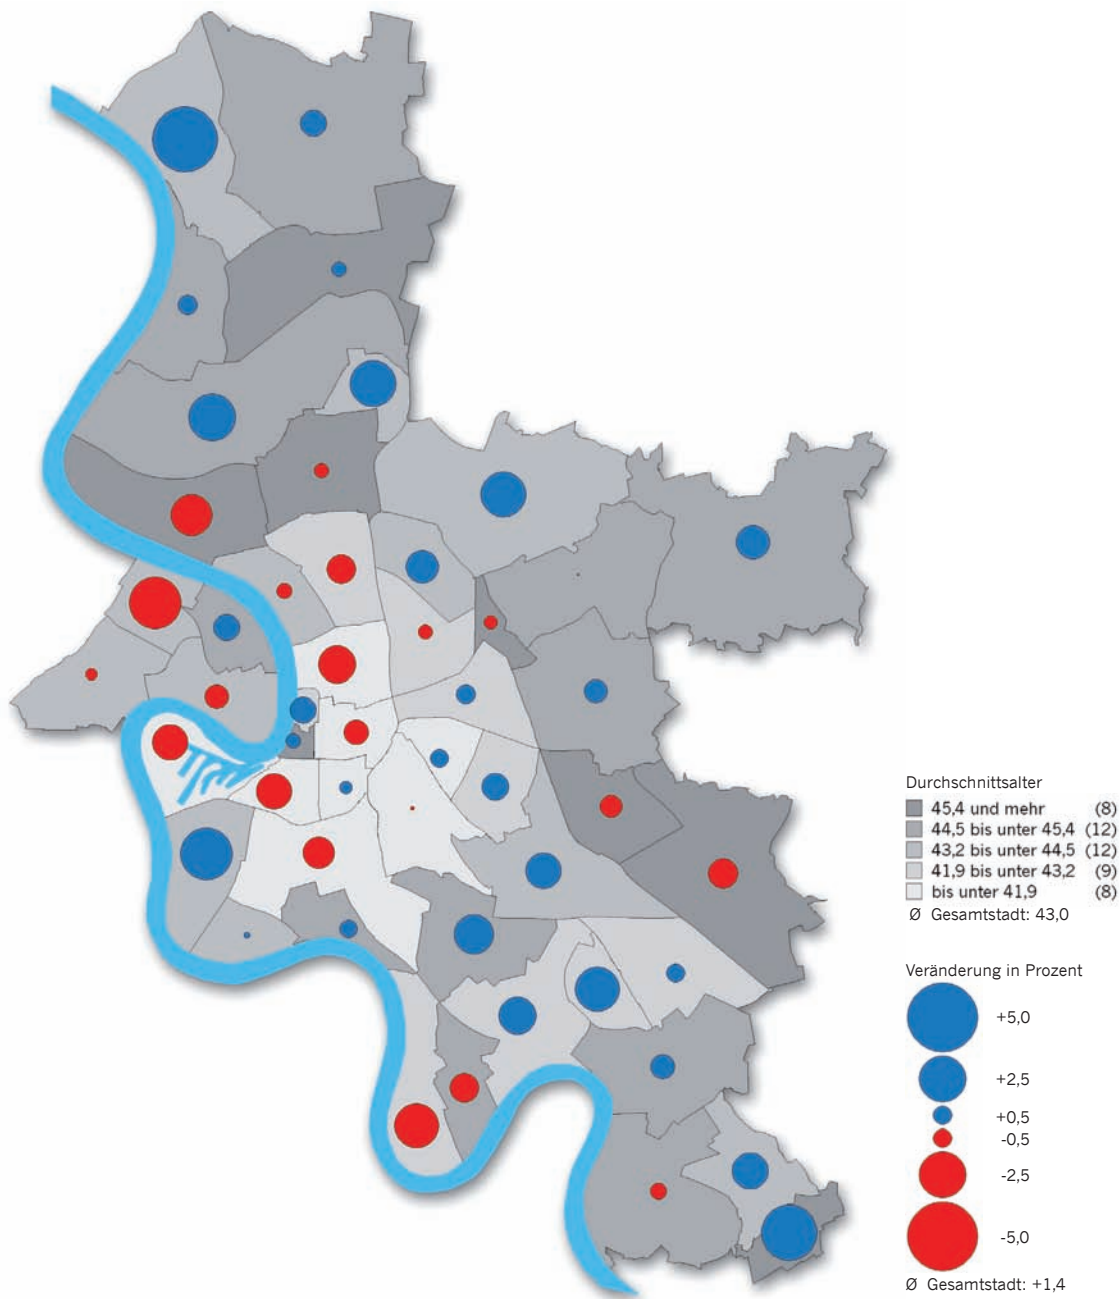 Durchschnittsalter
45,4 und mehr (8)
44,5 bis unter 45,4 (12)
43,2 bis unter 44,5 (12)
41,9 bis unter 43,2 (9)
bis unter 41,9 (8)
Ø Gesamtstadt: 43,0
Veränderung in Prozent
+5,0
+2,5
+0,5
-0,5
-2,5
-5,0
Ø Gesamtstadt: +1,4